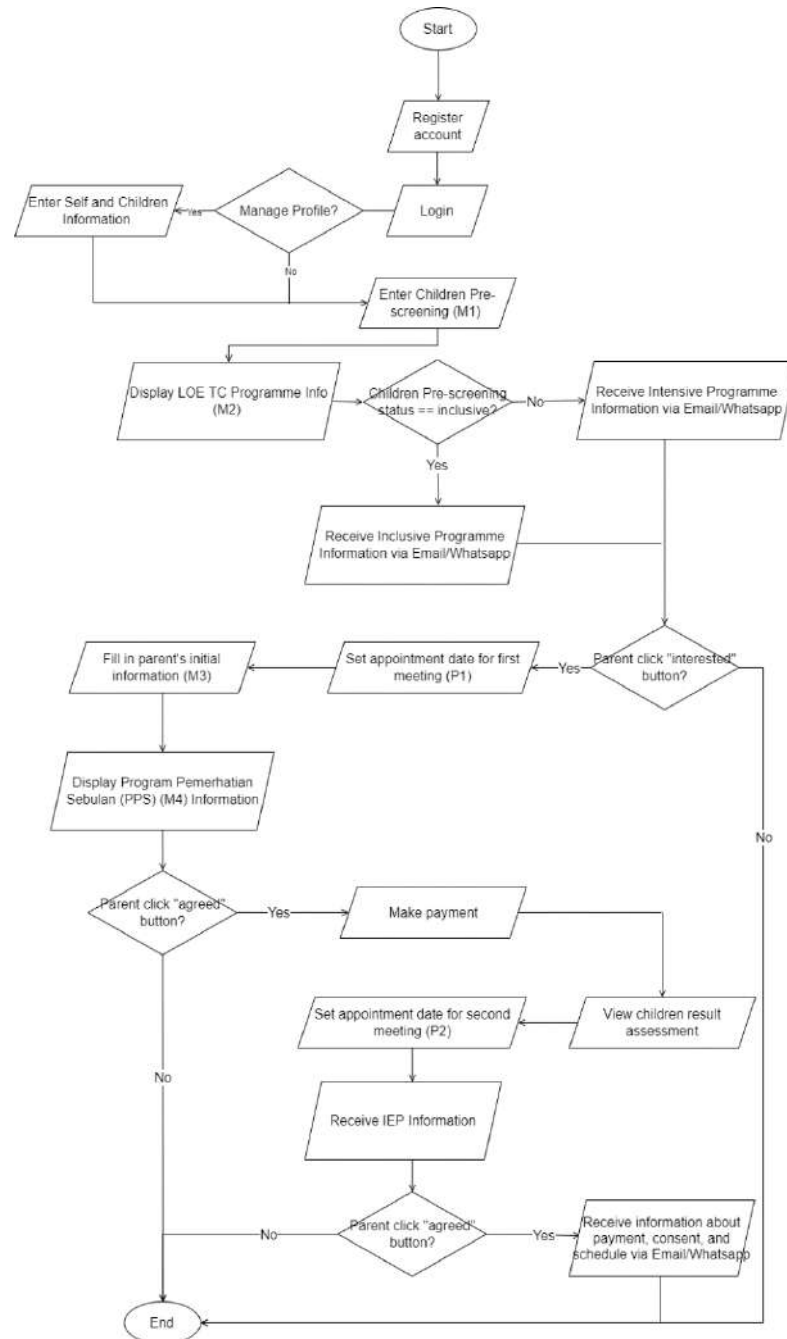 Start
Register
account
Login
Manage Profile?
Yes
Enter Self and Children
Information
No
Enter Children Pre-
screening (M1)
Display LOE TC Programme Info
(M2)
Children Pre-screening
status == inclusive?
No
Receive Intensive Programme
Information via Email/Whatsapp
Yes
Receive Inclusive Programme
Information via Email/Whatsapp
Parent click "interested"
button?
Yes
Set appointment date for first
meeting (P1)
Fill in parent's initial
information (M3)
Display Program Pemerhatian
Sebulan (PPS) (M4) Information
No
Parent click "agreed"
button?
Yes
Make payment
View children result
assessment
Set appointment date for second
meeting (P2)
No
Receive IEP Information
Parent click "agreed"
button?
No
Yes
Receive information about
payment, consent, and
schedule via Email/Whatsapp
End